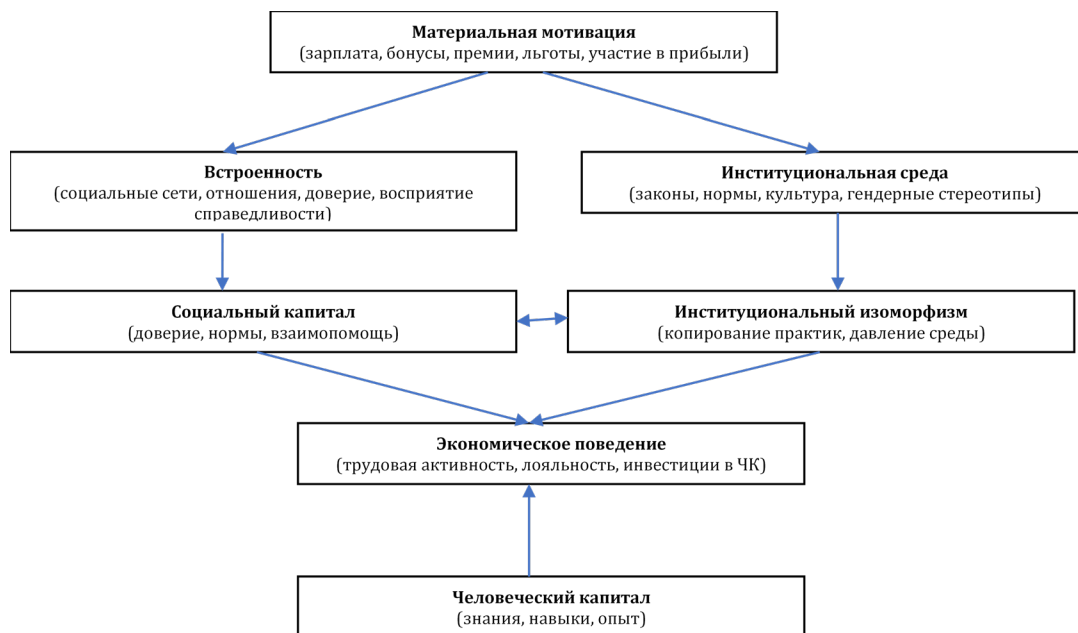 Материальная мотивация
(зарплата, бонусы, премии, льготы, участие в прибыли)
Встроенность
(социальные сети, отношения, доверие, восприятие
справедливости)
Институциональная среда
(законы, нормы, культура, гендерные стереотипы)
Социальный капитал
(доверие, нормы, взаимопомощь)
Институциональный изоморфизм
(копирование практик, давление среды)
Экономическое поведение
(трудовая активность, лояльность, инвестиции в ЧК)
Человеческий капитал
(знания, навыки, опыт)